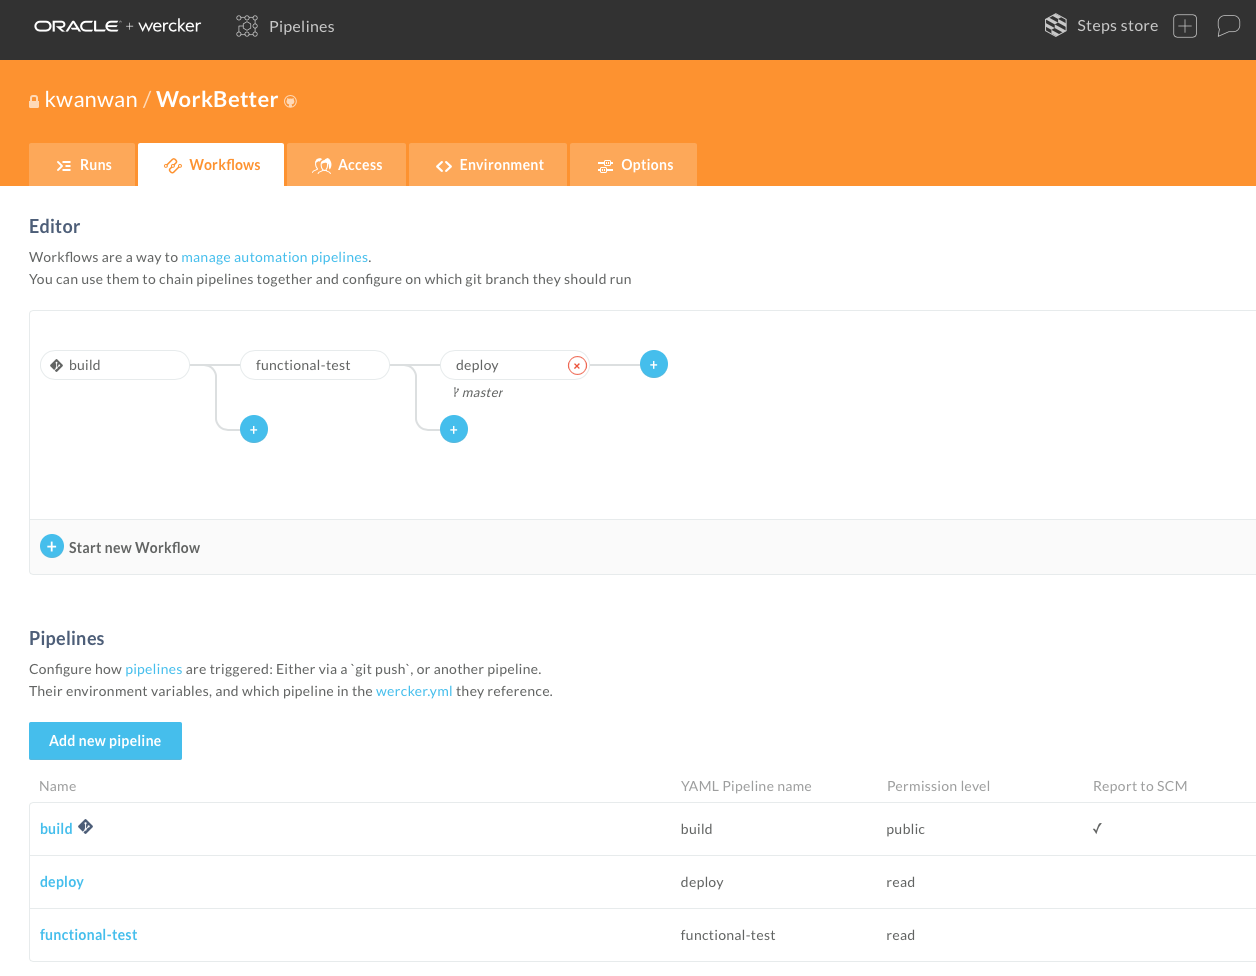 ORACLE + wercker Pipelines Steps store
kwanwan / WorkBetter
Runs Workflows Access Environment Options
Editor
Workflows are a way to manage automation pipelines.
You can use them to chain pipelines together and configure on which git branch they should run
build functional-test deploy
master
Start new Workflow
Pipelines
Configure how pipelines are triggered: Either via a `git push`, or another pipeline.
Their environment variables, and which pipeline in the wercker.yml they reference.
Add new pipeline
Name YAML Pipeline name Permission level Report to SCM
build build public ✓
deploy deploy read
functional-test functional-test read